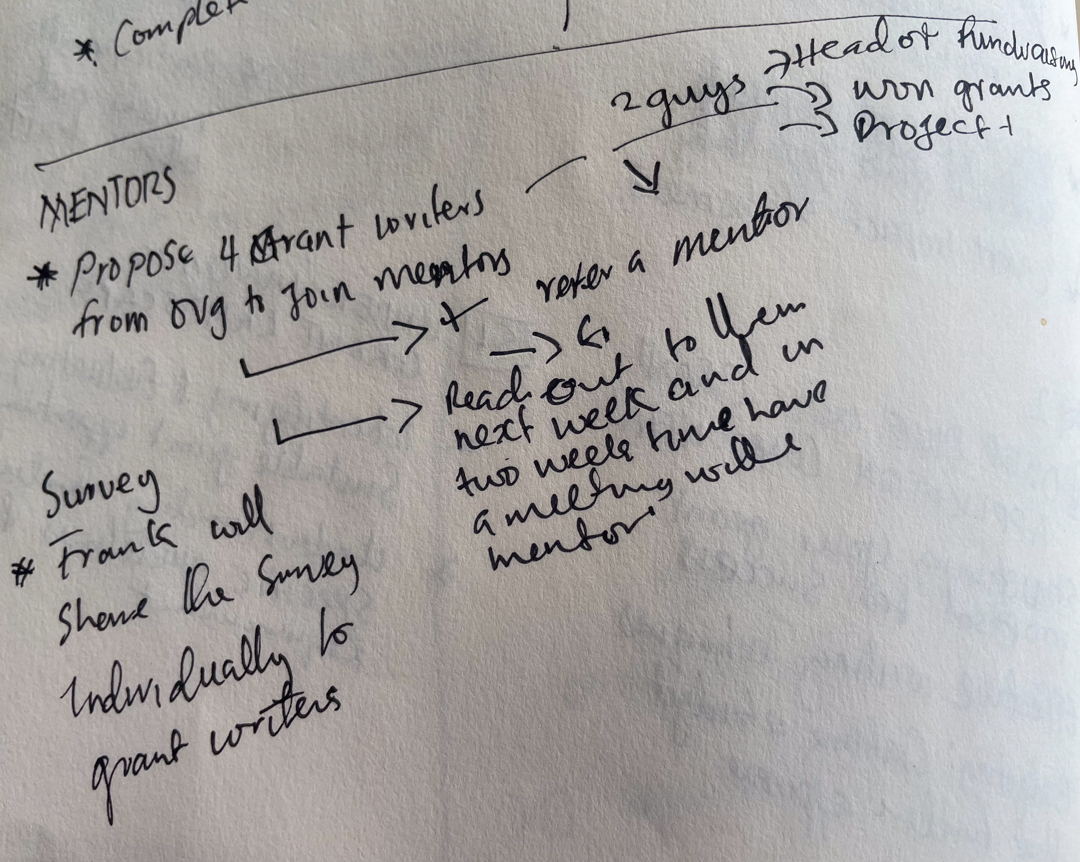 * Complet
2 guys → Head of Fundraising
→ won grants
→ Project +
MENTORS
* Propose 4 Grant writers
from OVG to Join mentors
refer a mentor
Reach out to them
next week and in
two weeks time have
a meeting with
mentor
Survey
* Frank will
Share the Survey
Individually to
grant writers